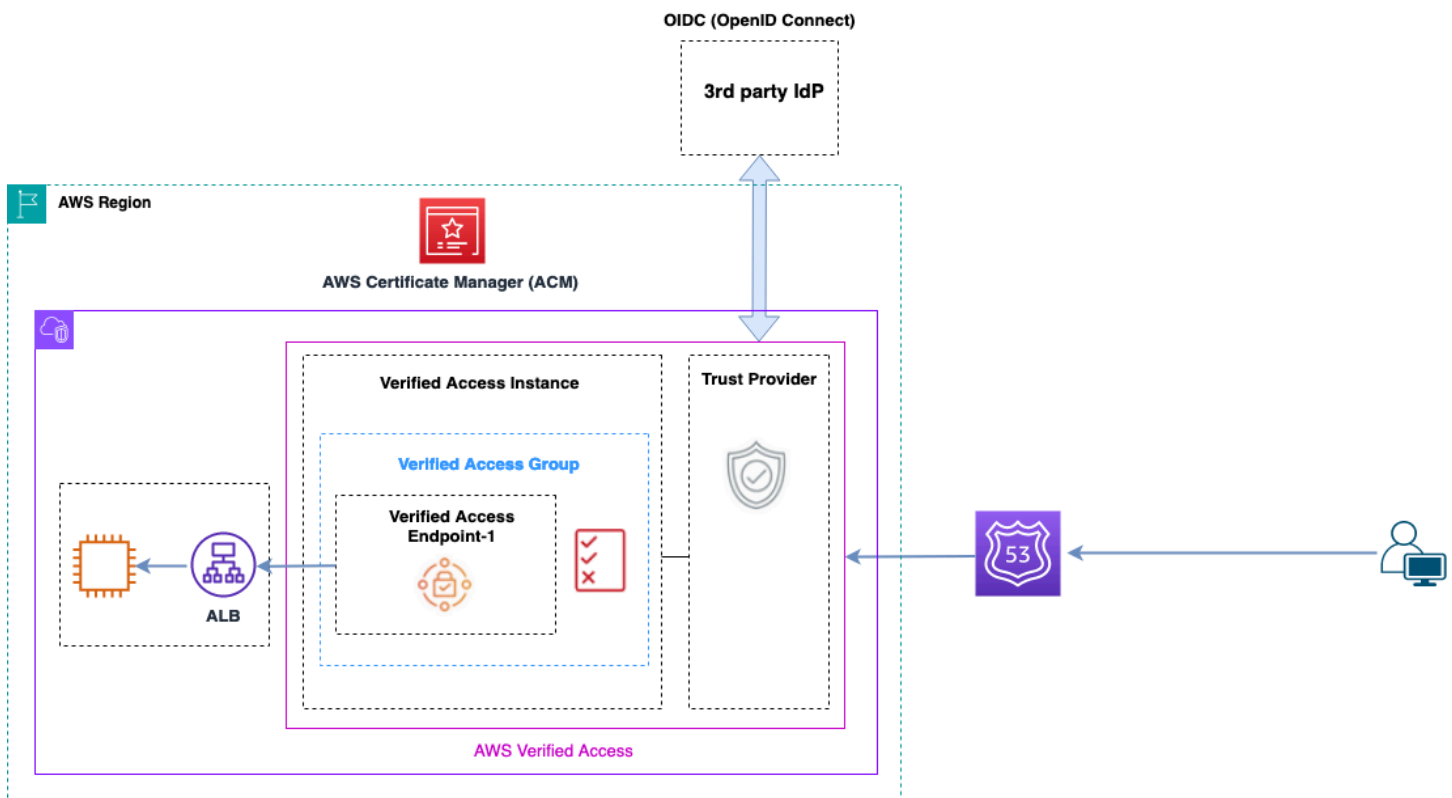 OIDC (OpenID Connect)
3rd party IdP
AWS Region
AWS Certificate Manager (ACM)
Verified Access Instance
Trust Provider
Verified Access Group
Verified Access
Endpoint-1
53
ALB
AWS Verified Access